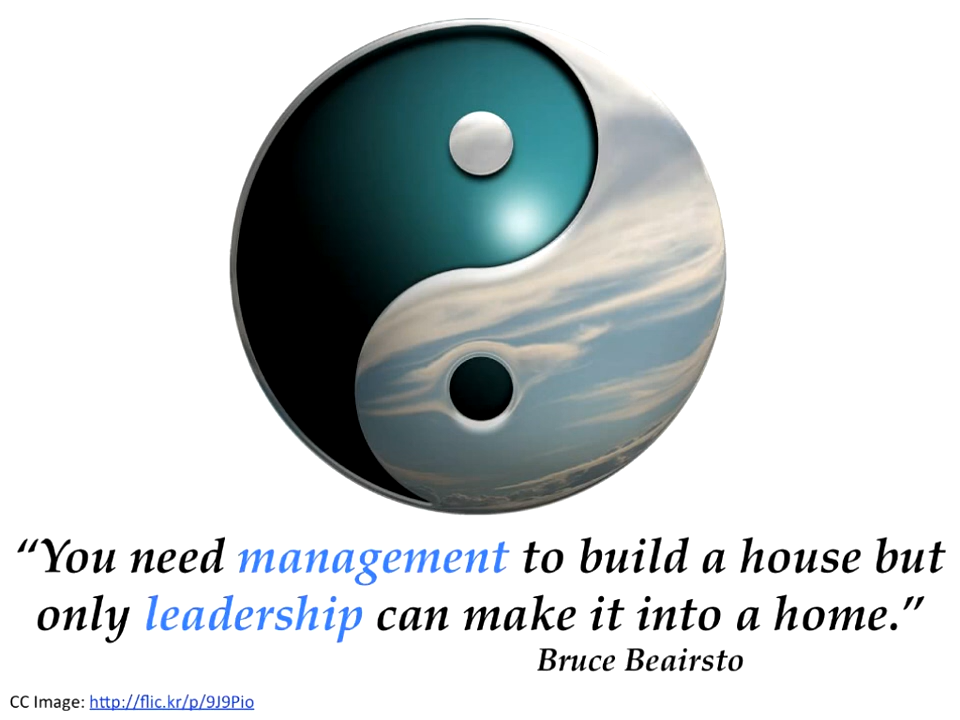 “You need management to build a house but
only leadership can make it into a home.”
Bruce Beairsto
CC Image: http://flic.kr/p/9J9Pio